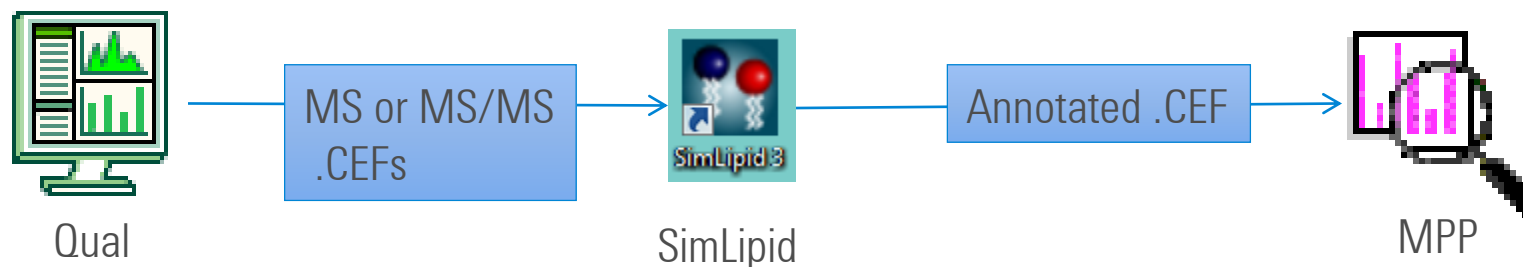 MS or MS/MS
.CEFs
SimLipid 3
Annotated .CEF
Qual
SimLipid
MPP